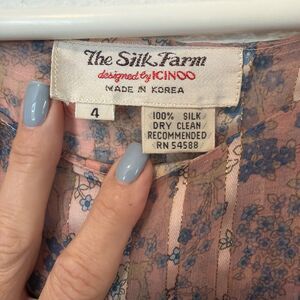 The Silk Farm
designed by ICINOO
MADE IN KOREA
4
100% SILK
DRY CLEAN
RECOMMENDED
RN 54588